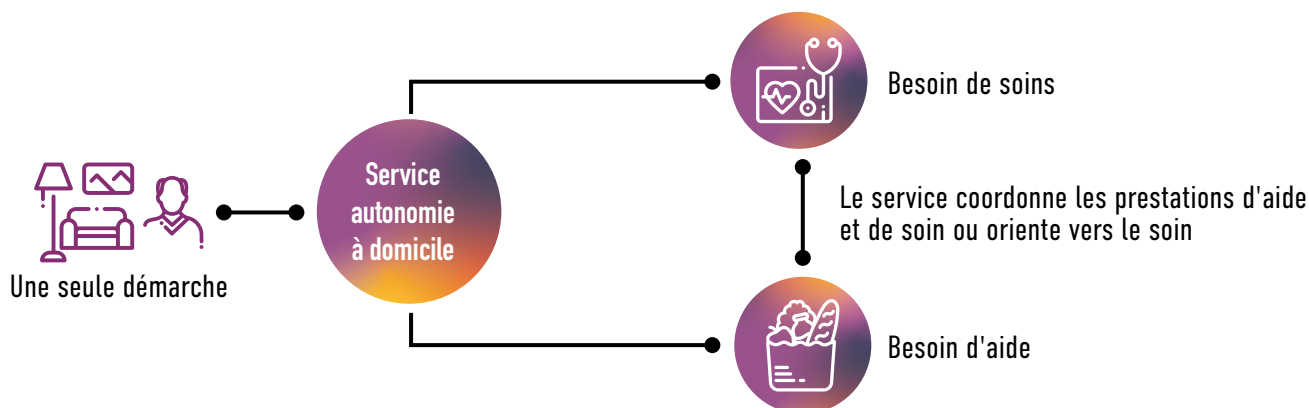 Une seule démarche
Service
autonomie
à domicile
Besoin de soins
Le service coordonne les prestations d'aide
et de soin ou oriente vers le soin
Besoin d'aide